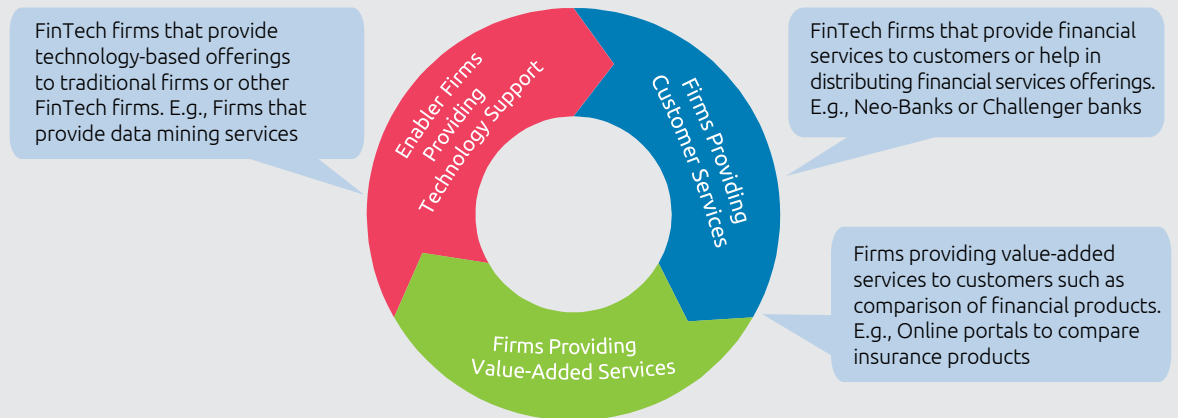 FinTech firms that provide
technology-based offerings
to traditional firms or other
FinTech firms. E.g., Firms that
provide data mining services
Enabler Firms
Providing
Technology Support
Firms Providing
Customer Services
FinTech firms that provide financial
services to customers or help in
distributing financial services offerings.
E.g., Neo-Banks or Challenger banks
Firms providing value-added
services to customers such as
comparison of financial products.
E.g., Online portals to compare
insurance products
Firms Providing
Value-Added Services